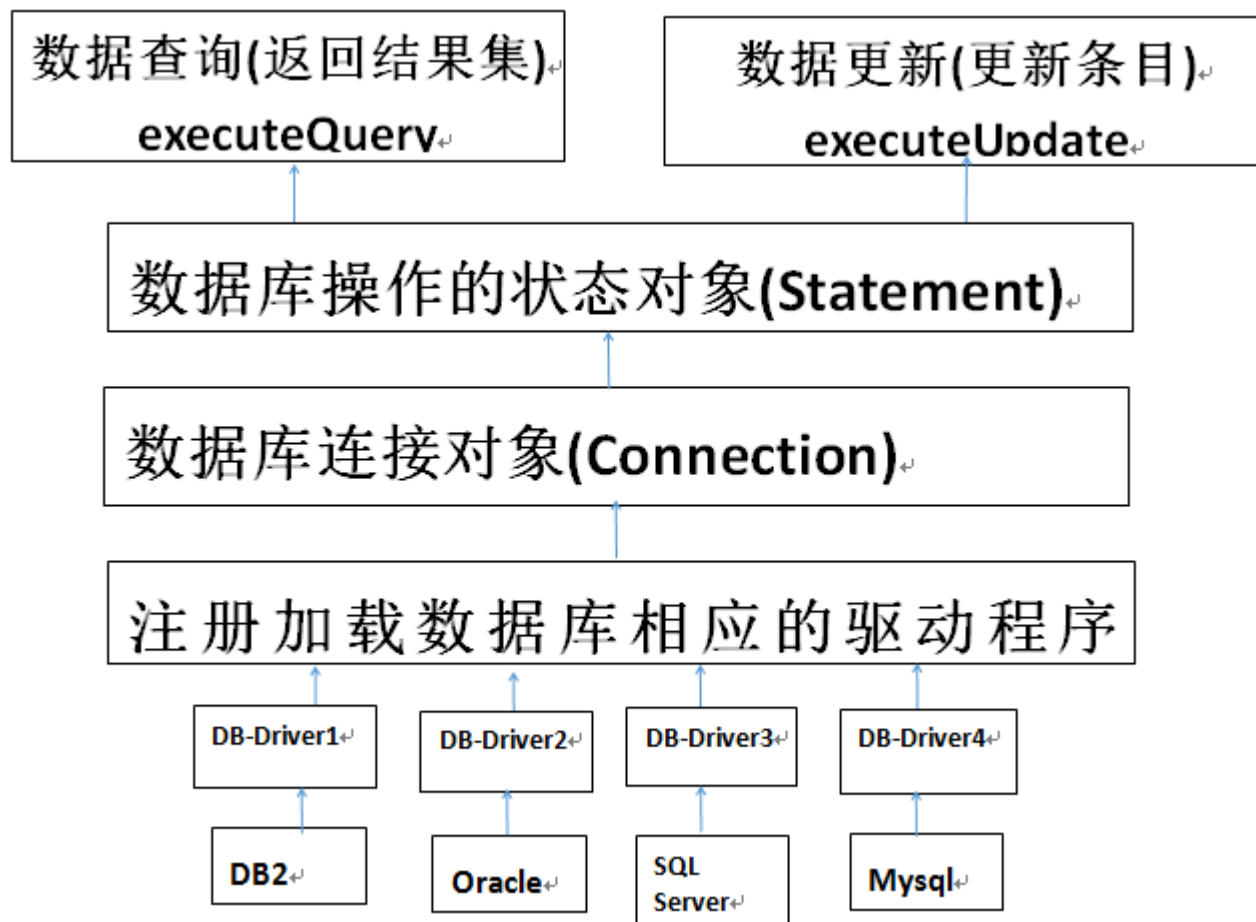 数据查询(返回结果集)
executeQuery
数据更新(更新条目)
executeUpdate
数据库操作的状态对象(Statement)
数据库连接对象(Connection)
注册加载数据库相应的驱动程序
DB-Driver1
DB-Driver2
DB-Driver3
DB-Driver4
DB2
Oracle
SQL
Server
Mysql